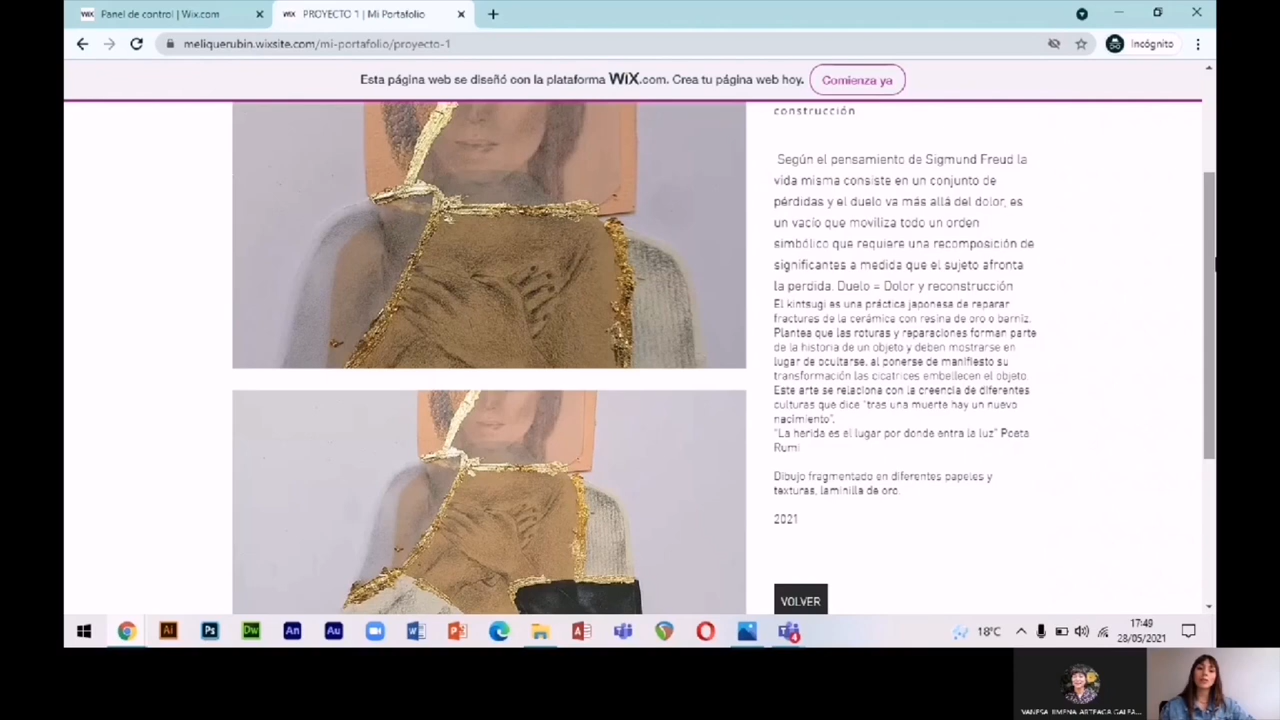 Panel de control | Wix.com
PROYECTO 1 | Mi Portafolio
meliquerubin.wixsite.com/mi-portafolio/proyecto-1
Incógnito
Esta página web se diseñó con la plataforma WiX.com. Crea tu página web hoy.
Comienza ya
construcción
Según el pensamiento de Sigmund Freud la
vida misma consiste en un conjunto de
pérdidas y el duelo va más allá del dolor, es
un vacío que moviliza todo un orden
simbólico que requiere una recomposición de
significantes a medida que el sujeto afronta
la perdida. Duelo = Dolor y reconstrucción
El kintsugi es una práctica japonesa de reparar
fracturas de la cerámica con resina de oro o barniz.
Plantea que las roturas y reparaciones forman parte
de la historia de un objeto y deben mostrarse en
lugar de ocultarse, al ponerse de manifiesto su
transformación las cicatrices embellecen el objeto.
Este arte se relaciona con la creencia de diferentes
culturas que dice "tras una muerte hay un nuevo
nacimiento".
"La herida es el lugar por donde entra la luz" Poeta
Rumi
Dibujo fragmentado en diferentes papeles y
texturas, laminilla de oro.
2021
VOLVER
18°C
17:49
28/05/2021
VANESA JIMENA ARTEAGA